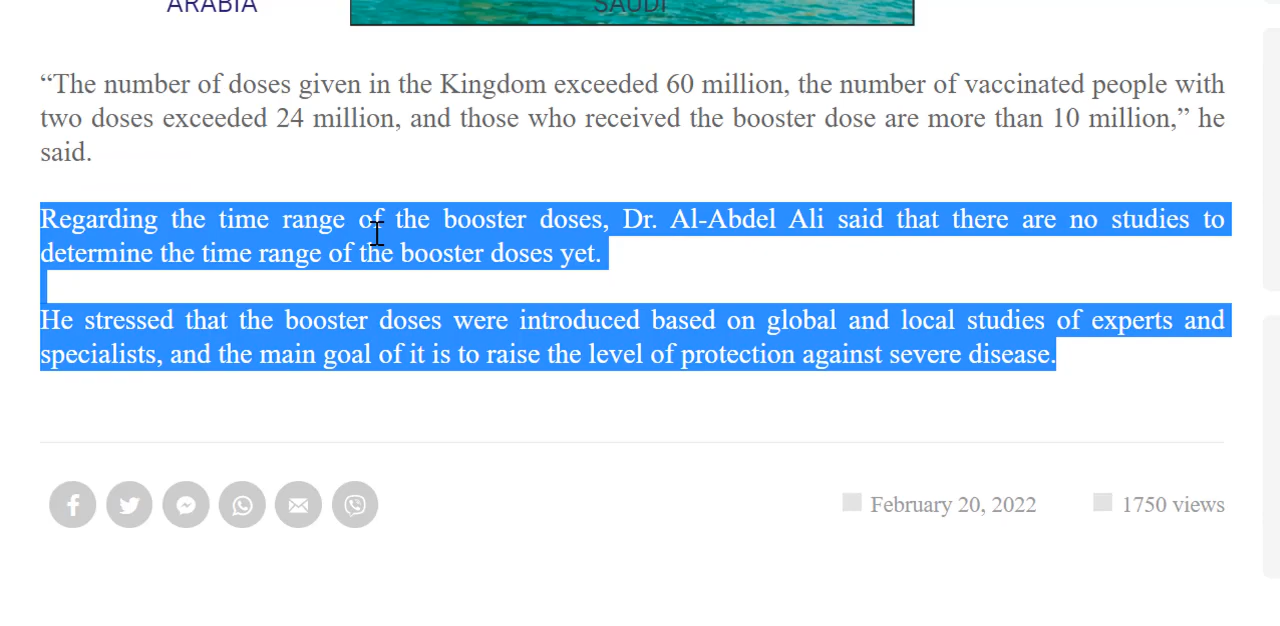 ARABIA
SAUDI
“The number of doses given in the Kingdom exceeded 60 million, the number of vaccinated people with
two doses exceeded 24 million, and those who received the booster dose are more than 10 million,” he
said.
Regarding the time range of the booster doses, Dr. Al-Abdel Ali said that there are no studies to
determine the time range of the booster doses yet.
He stressed that the booster doses were introduced based on global and local studies of experts and
specialists, and the main goal of it is to raise the level of protection against severe disease.
February 20, 2022
1750 views